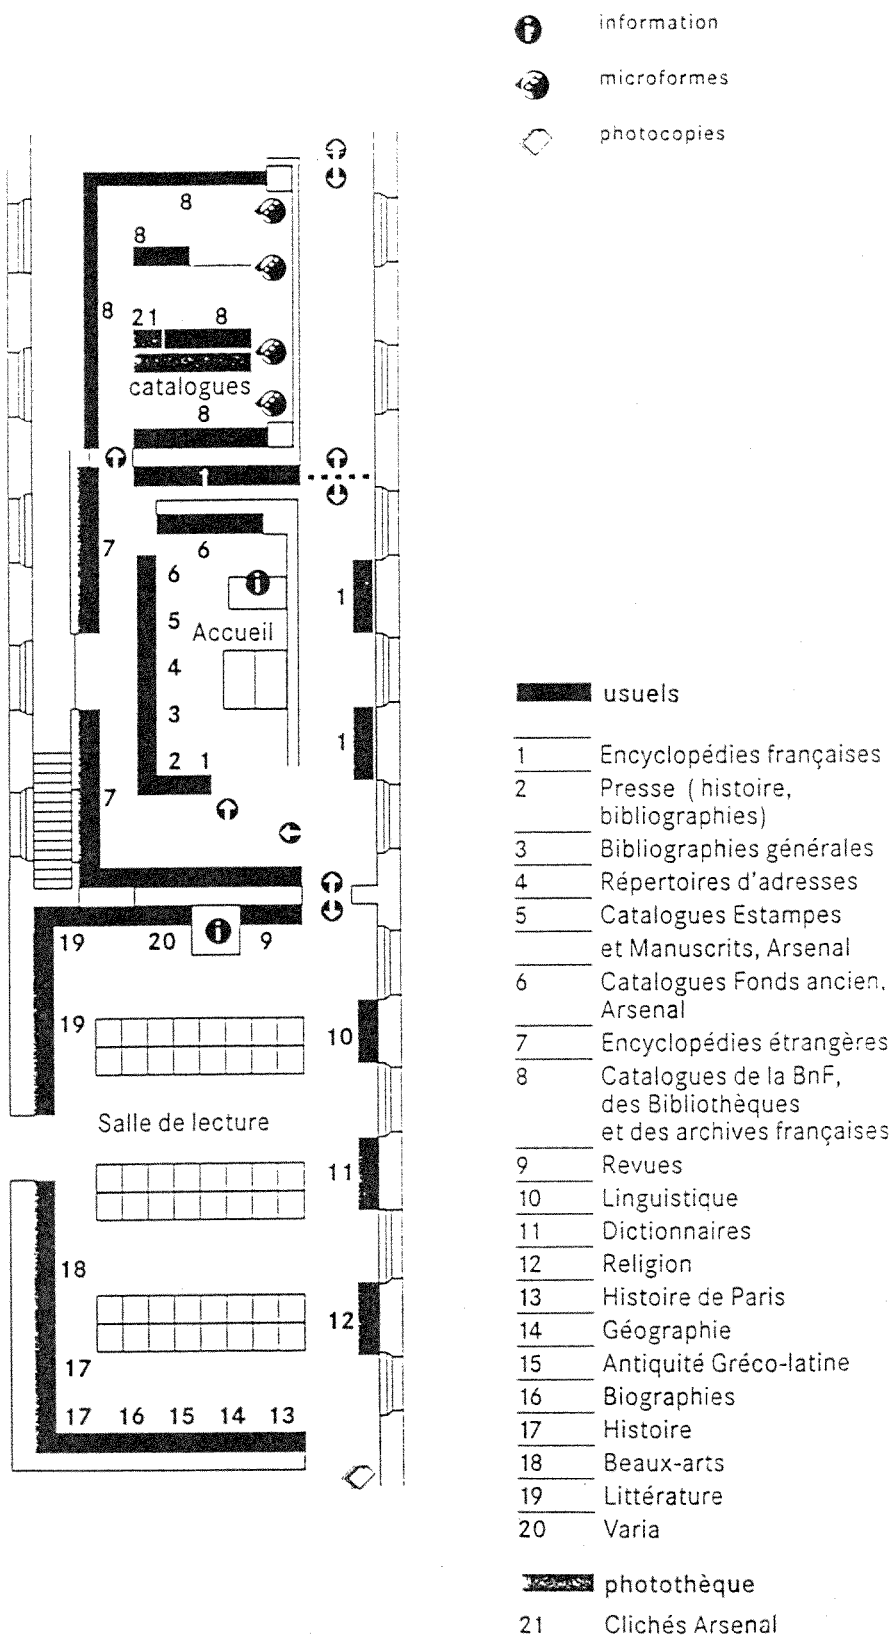 information
microformes
photocopies
8
8
8
21 8
catalogues
8
1
7
6
6
1
5
Accueil
4
3
1
2 1
7
19 20 9
19
10
Salle de lecture
11
18
12
17
17 16 15 14 13
usuels
1 Encyclopédies françaises
2 Presse ( histoire,
bibliographies)
3 Bibliographies générales
4 Répertoires d'adresses
5 Catalogues Estampes
et Manuscrits, Arsenal
6 Catalogues Fonds ancien,
Arsenal
7 Encyclopédies étrangères
8 Catalogues de la BnF,
des Bibliothèques
et des archives françaises
9 Revues
10 Linguistique
11 Dictionnaires
12 Religion
13 Histoire de Paris
14 Géographie
15 Antiquité Gréco-latine
16 Biographies
17 Histoire
18 Beaux-arts
19 Littérature
20 Varia
photothèque
21 Clichés Arsenal